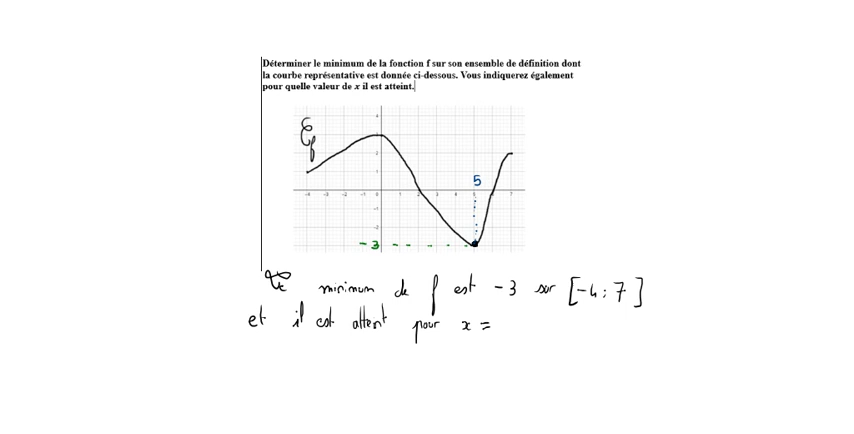 Déterminer le minimum de la fonction f sur son ensemble de définition dont
la courbe représentative est donnée ci-dessous. Vous indiquerez également
pour quelle valeur de x il est atteint.
Cf
5
-3
minimum de f est -3 sur [-4 ; 7]
et il est attent pour x =